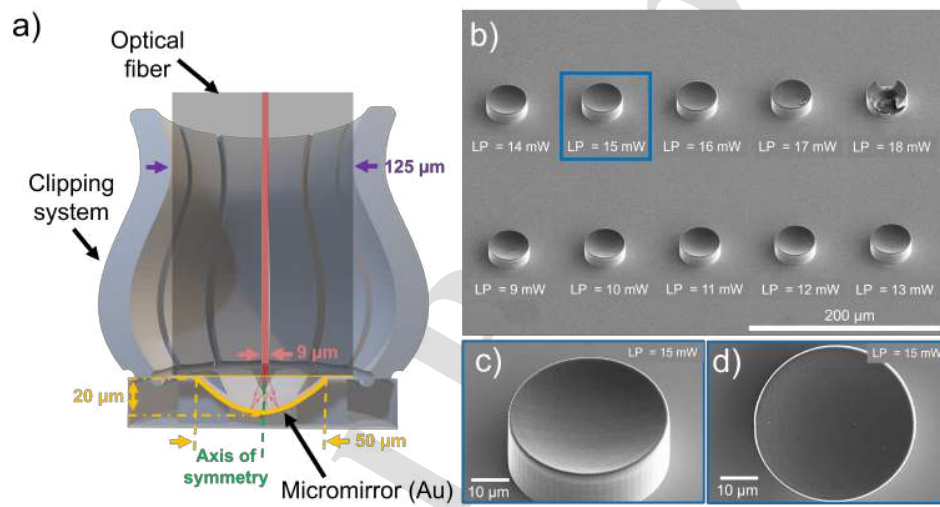 a)
Optical
fiber
125 µm
Clipping
system
9 µm
20 µm
50 µm
Axis of
symmetry
Micromirror (Au)
b)
LP = 14 mW
LP = 15 mW
LP = 16 mW
LP = 17 mW
LP = 18 mW
LP = 9 mW
LP = 10 mW
LP = 11 mW
LP = 12 mW
LP = 13 mW
200 µm
c)
LP = 15 mW
10 µm
d)
LP = 15 mW
10 µm